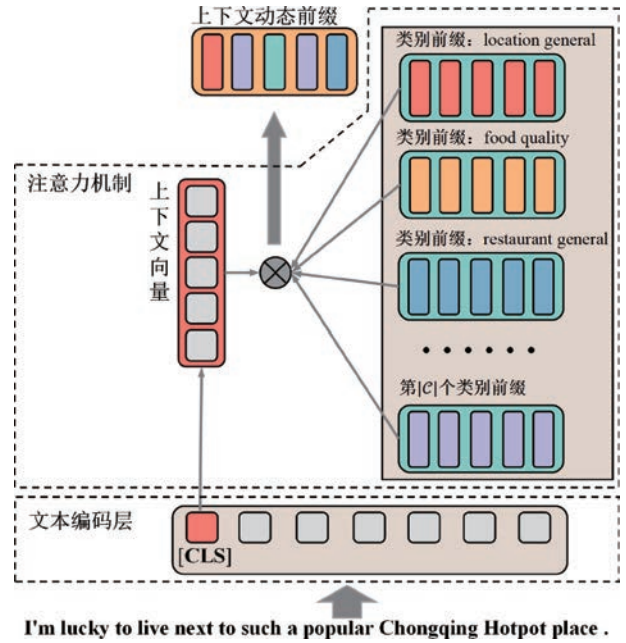 上下文动态前缀
类别前缀：location general
类别前缀：food quality
注意力机制
上下文向量
类别前缀：restaurant general
······
第|C|个类别前缀
文本编码层
[CLS]
I'm lucky to live next to such a popular Chongqing Hotpot place .